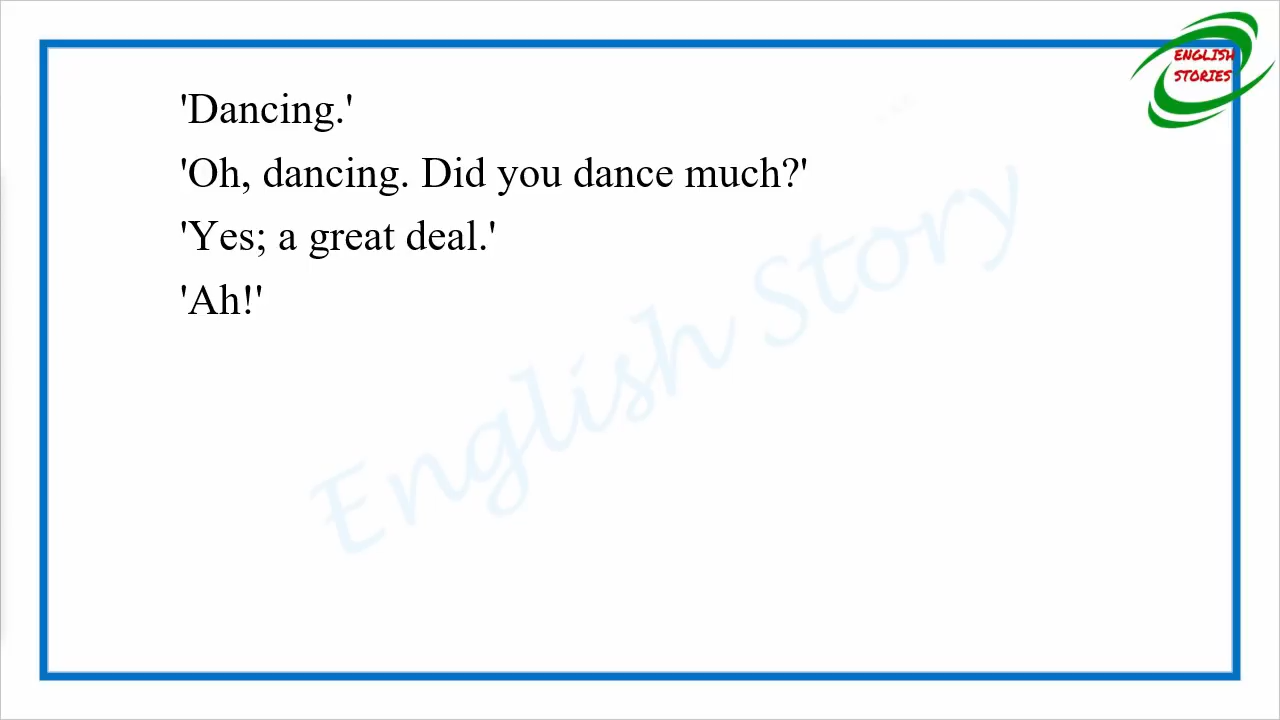 ENGLISH
STORIES
'Dancing.'
'Oh, dancing. Did you dance much?'
'Yes; a great deal.'
'Ah!'
English Story